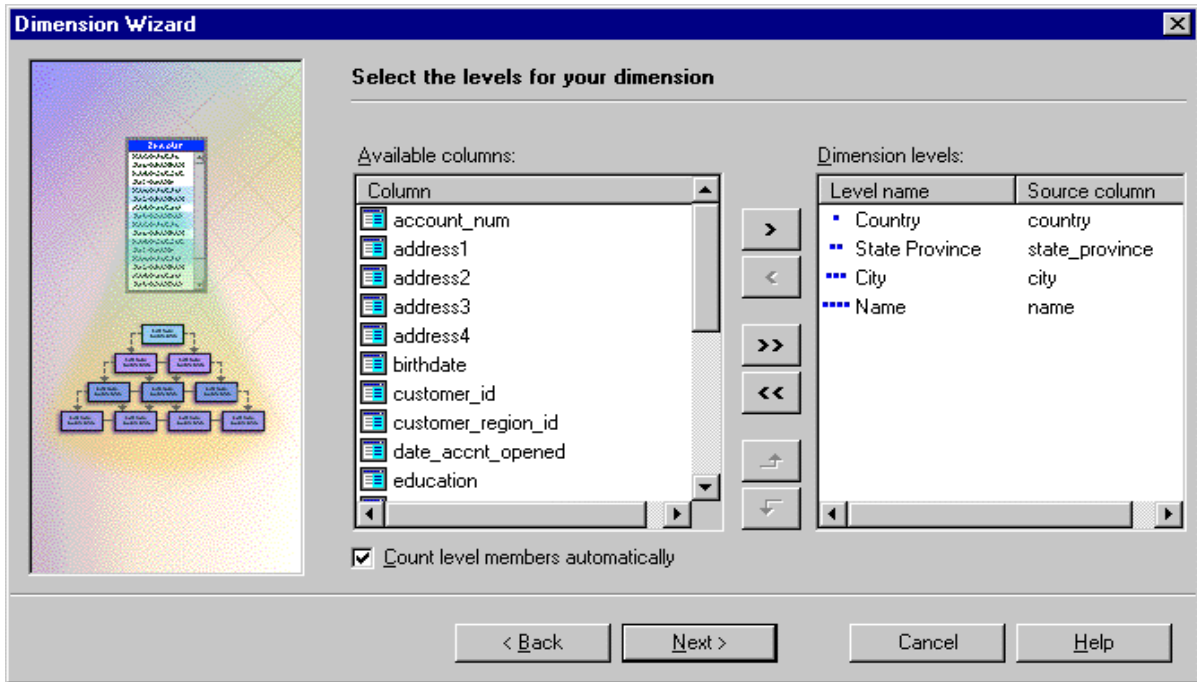 Dimension Wizard
Select the levels for your dimension
Available columns:
Column
account_num
address1
address2
address3
address4
birthdate
customer_id
customer_region_id
date_accnt_opened
education
>
<
>>
<<
Dimension levels:
Level name Source column
Country country
State Province state_province
City city
Name name
Count level members automatically
< Back Next > Cancel Help